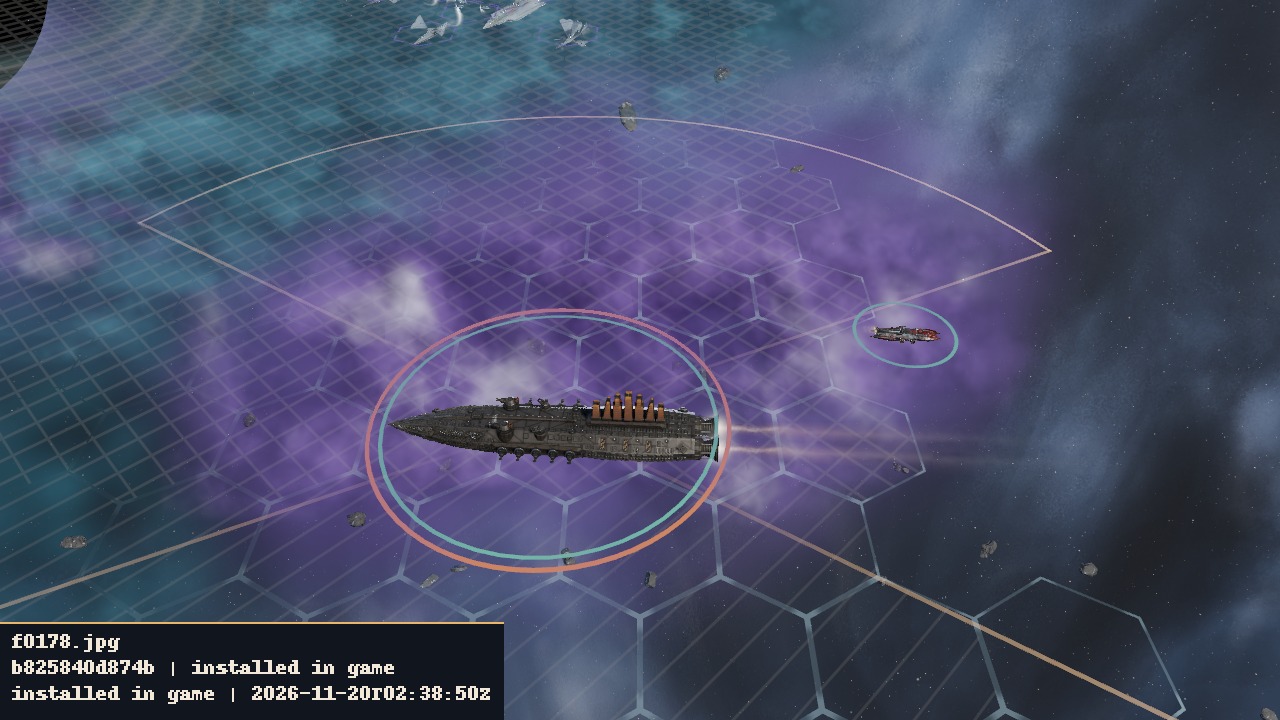 f0178.jpg
b825840d874b | installed in game
installed in game | 2026-11-20T02:38:50Z